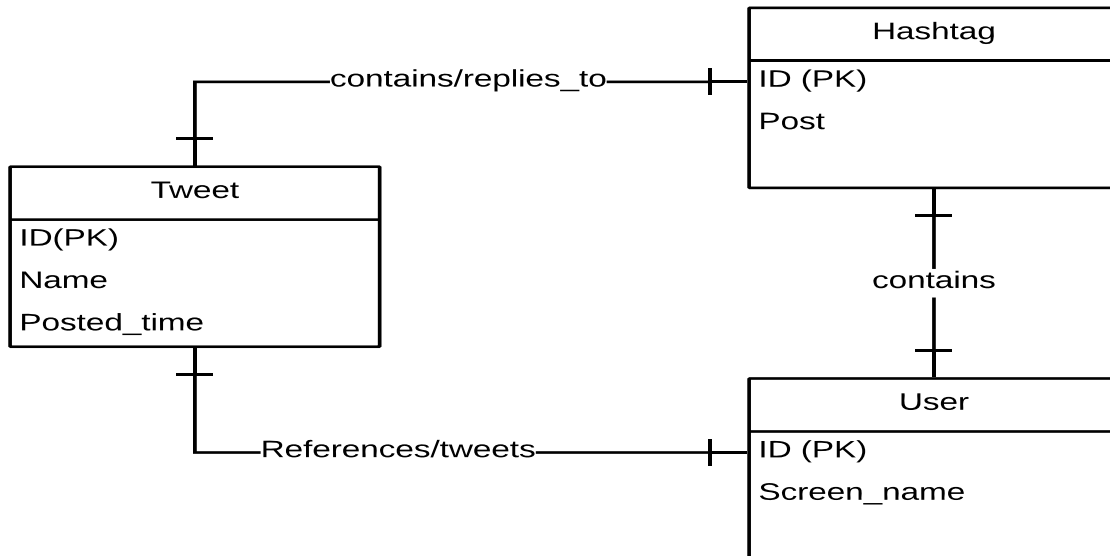 Hashtag
ID (PK)
Post
contains/replies_to
Tweet
ID(PK)
Name
Posted_time
contains
User
ID (PK)
Screen_name
References/tweets